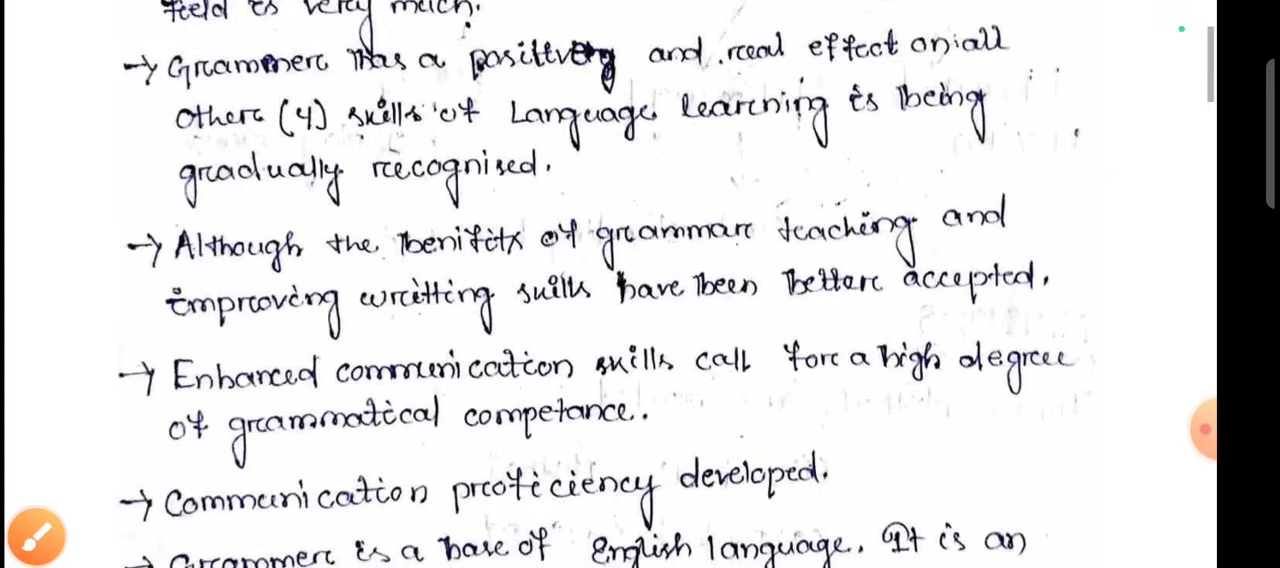 field is very much.
→ Grammer has a positivey and real effect on all
others (4) skills of Language learning is being
gradually recognised.
→ Although the benifits of grammar teaching and
improving writting skills have been better accepted.
→ Enhanced communication skills call for a high degree
of grammatical competance.
→ Communication proficiency developed.
→ Grammer is a base of English language. It is an